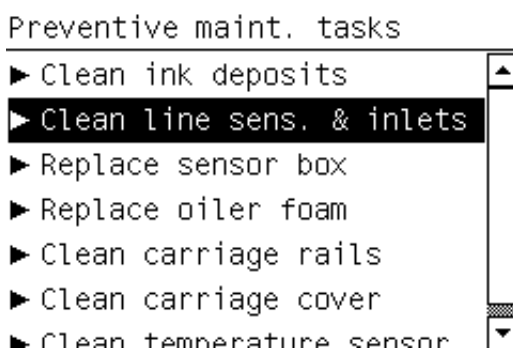 Preventive maint. tasks
Clean ink deposits
Clean line sens. & inlets
Replace sensor box
Replace oiler foam
Clean carriage rails
Clean carriage cover
Clean temperature sensor